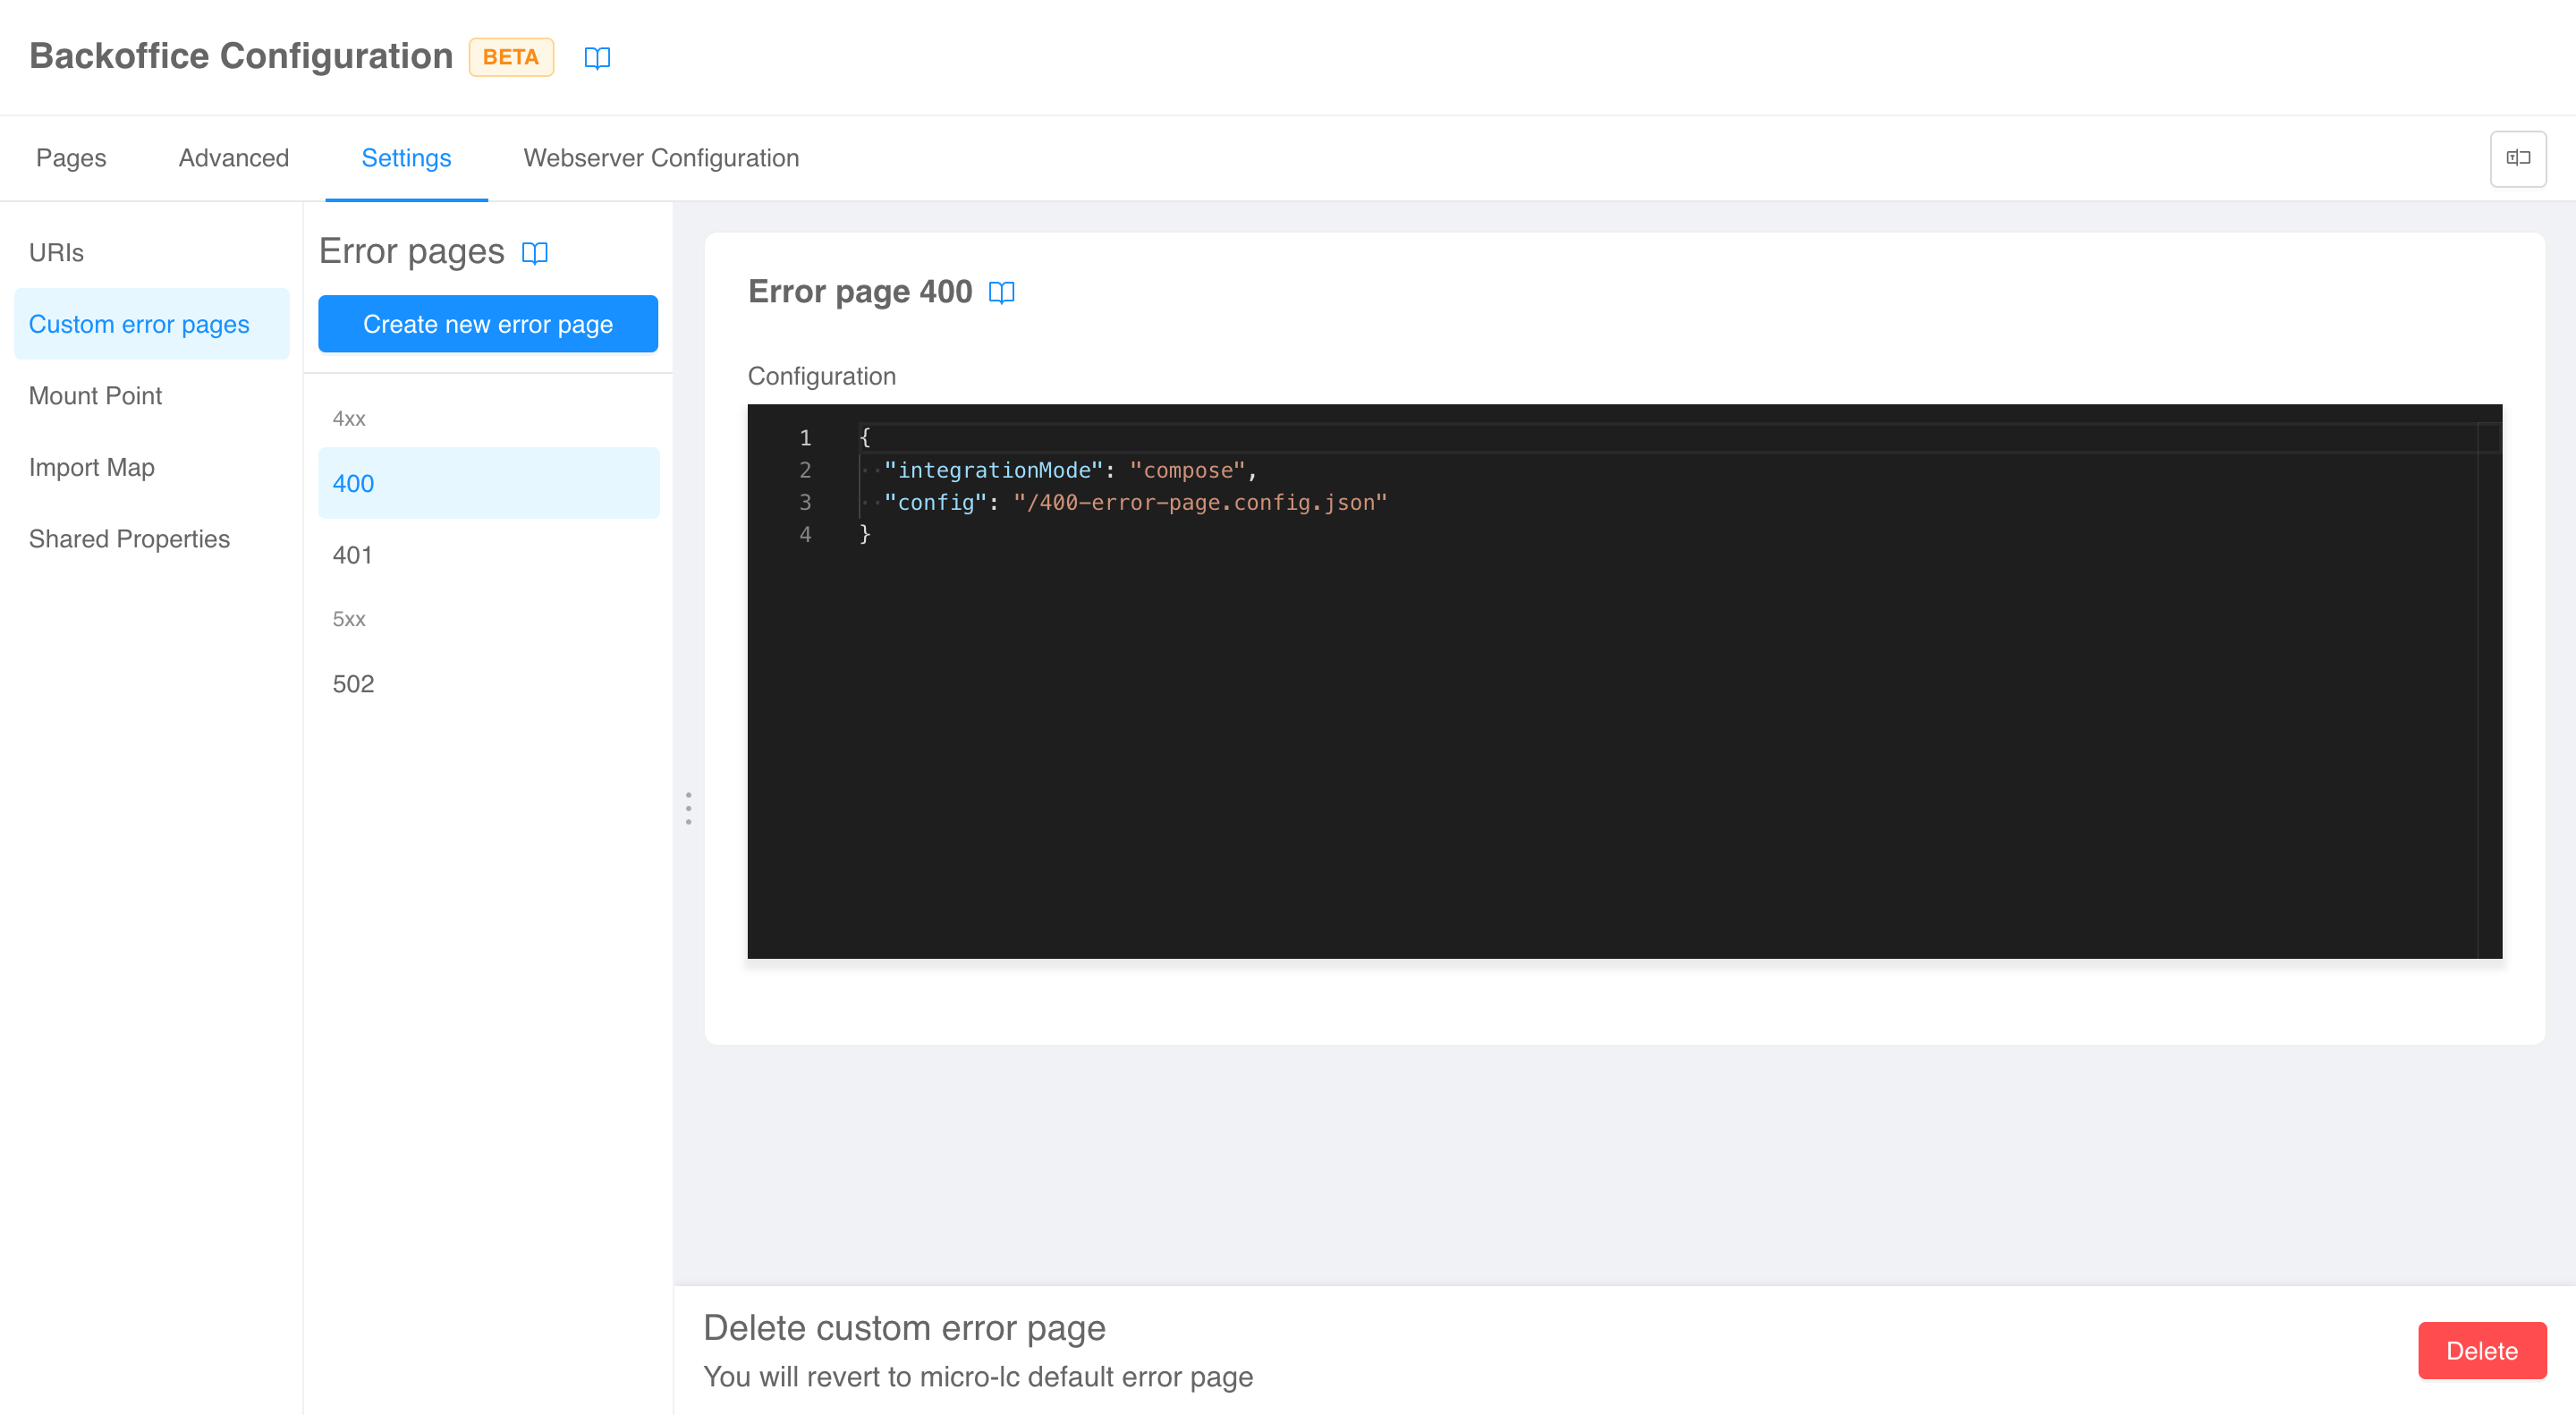 Backoffice Configuration BETA
Pages Advanced Settings Webserver Configuration
URIs
Custom error pages
Mount Point
Import Map
Shared Properties
Error pages
Create new error page
4xx
400
401
5xx
502
Error page 400
Configuration
1 {
2 "integrationMode": "compose",
3 "config": "/400-error-page.config.json"
4 }
Delete custom error page
You will revert to micro-lc default error page
Delete